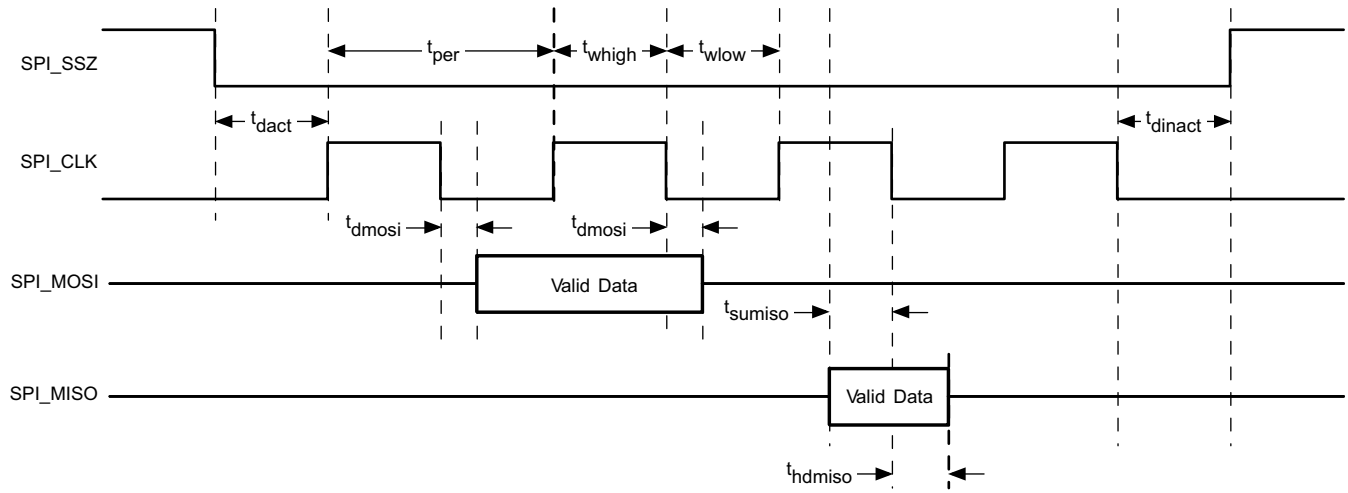 SPI_SSZ
tper
twhigh
twlow
tdact
tdinact
SPI_CLK
tdmosi
tdmosi
SPI_MOSI
Valid Data
tsumiso
SPI_MISO
Valid Data
thdmiso